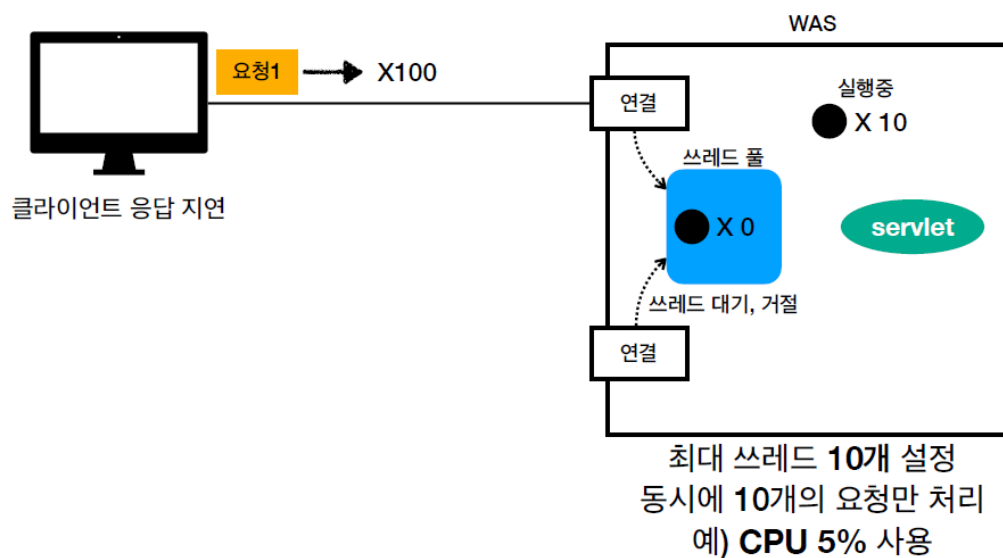 WAS
요청1
X100
연결
실행중
X 10
쓰레드 풀
X 0
servlet
클라이언트 응답 지연
쓰레드 대기, 거절
연결
최대 쓰레드 10개 설정
동시에 10개의 요청만 처리
예) CPU 5% 사용